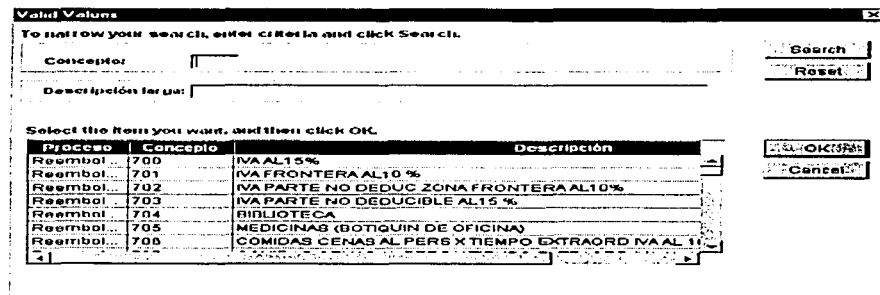 Valid Values
To narrow your search, enter criteria and click Search.
Concepto:
Search
Reset
Descripción larga:
Select the item you want, and then click OK.
Proceso Concepto Descripción
Reembol... 700 IVA AL 15%
Reembol... 701 IVA FRONTERA AL 10 %
Reembol... 702 IVA PARTE NO DEDUC ZONA FRONTERA AL 10%
Reembol... 703 IVA PARTE NO DEDUCIBLE AL 15 %
Reembol... 704 BIBLIOTECA
Reembol... 705 MEDICINAS (BOTIQUIN DE OFICINA)
Reembol... 706 COMIDAS CENAS AL PERS X TIEMPO EXTRAORD IVA AL
OK
Cancel